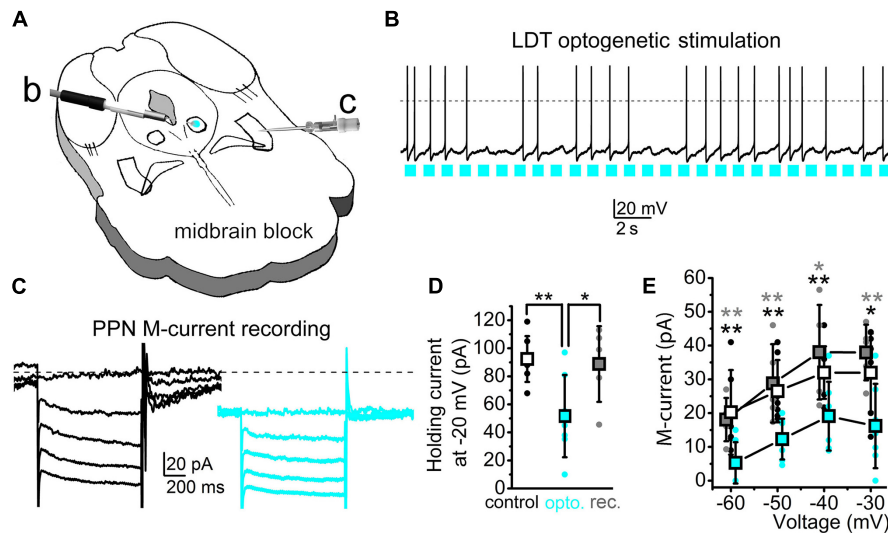 A
b
c
midbrain block
B
LDT optogenetic stimulation
20 mV
2 s
C
PPN M-current recording
20 pA
200 ms
D
Holding current
at -20 mV (pA)
120
100
80
60
40
20
0
** *
control opto. rec.
E
M-current (pA)
60
50
40
30
20
10
0
** ** * **
** ** ** *
-60 -50 -40 -30
Voltage (mV)